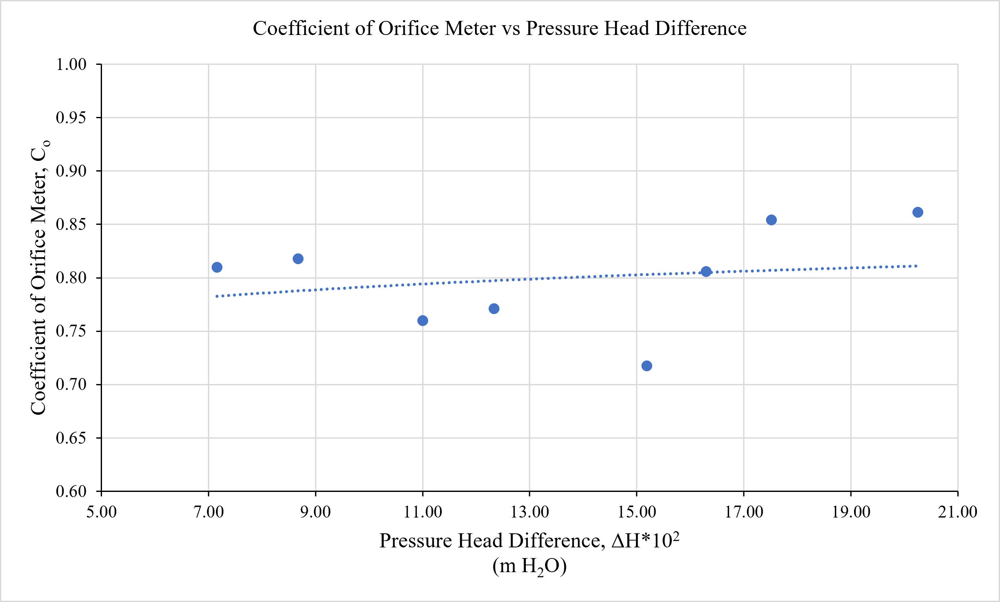 Coefficient of Orifice Meter vs Pressure Head Difference
Coefficient of Orifice Meter, Cₒ
1.00
0.95
0.90
0.85
0.80
0.75
0.70
0.65
0.60
5.00 7.00 9.00 11.00 13.00 15.00 17.00 19.00 21.00
Pressure Head Difference, ΔH*10²
(m H₂O)